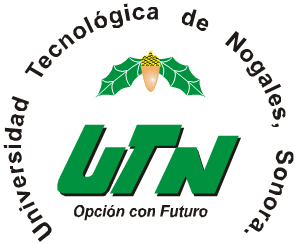 Universidad Tecnológica de Nogales, Sonora.
UTN
Opción con Futuro